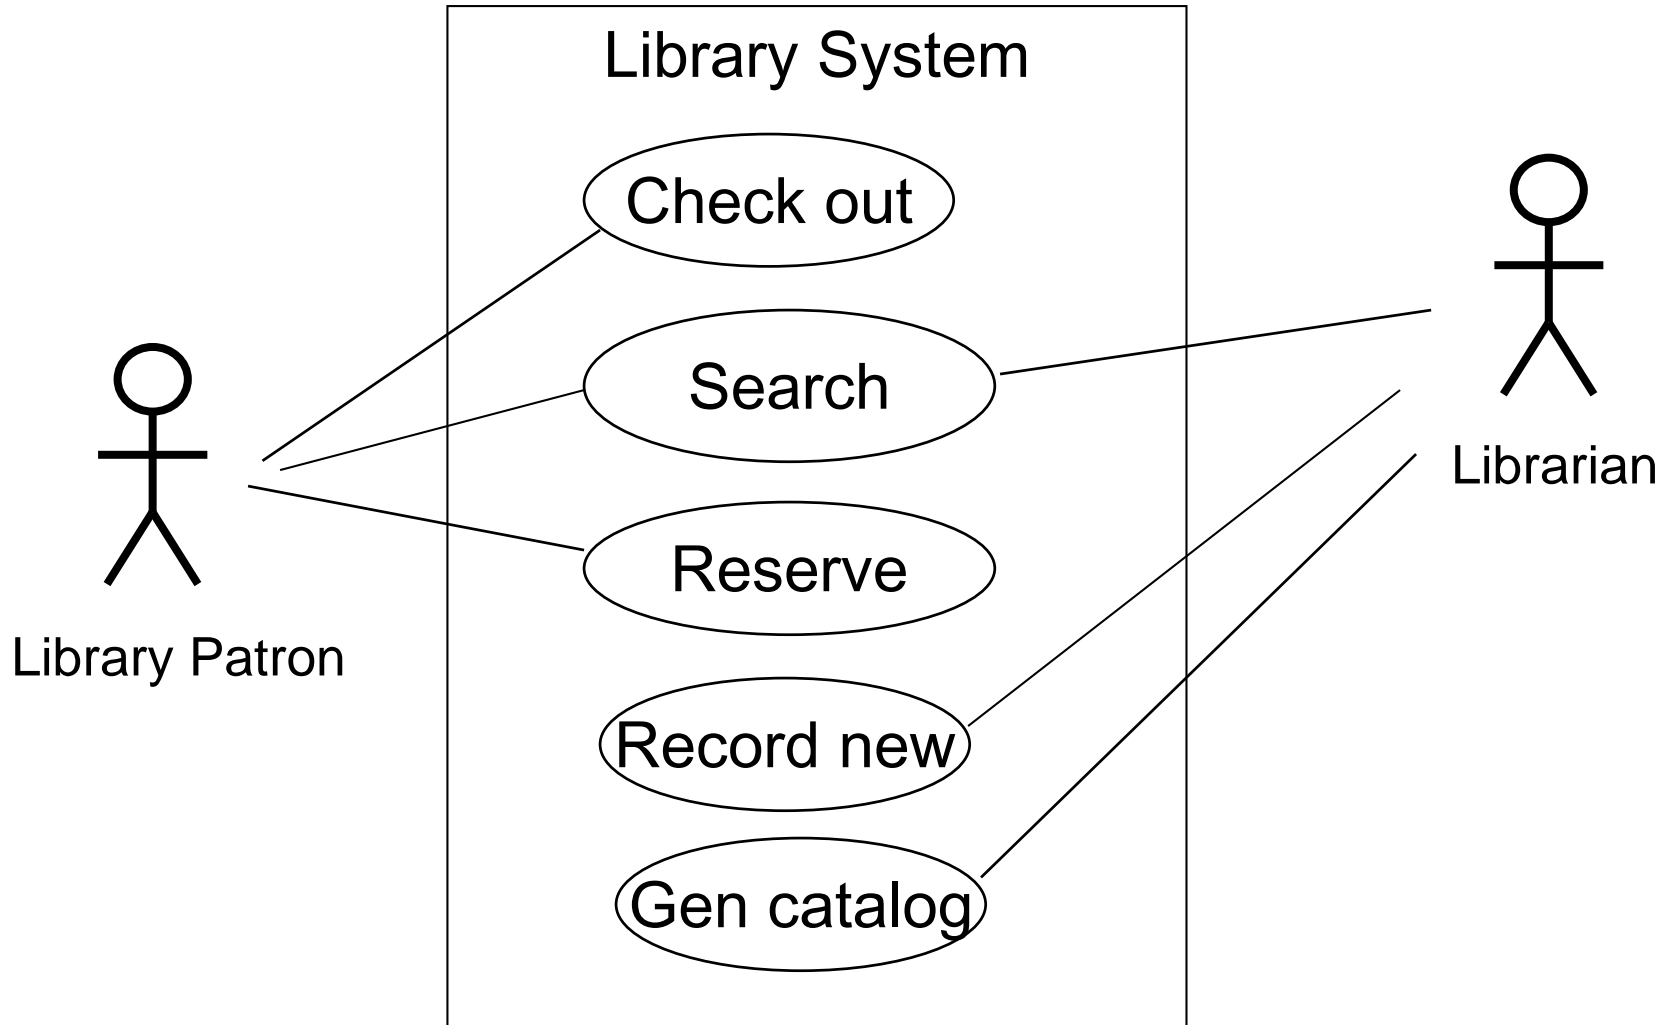 Library System
Check out
Search
Librarian
Reserve
Library Patron
Record new
Gen catalog